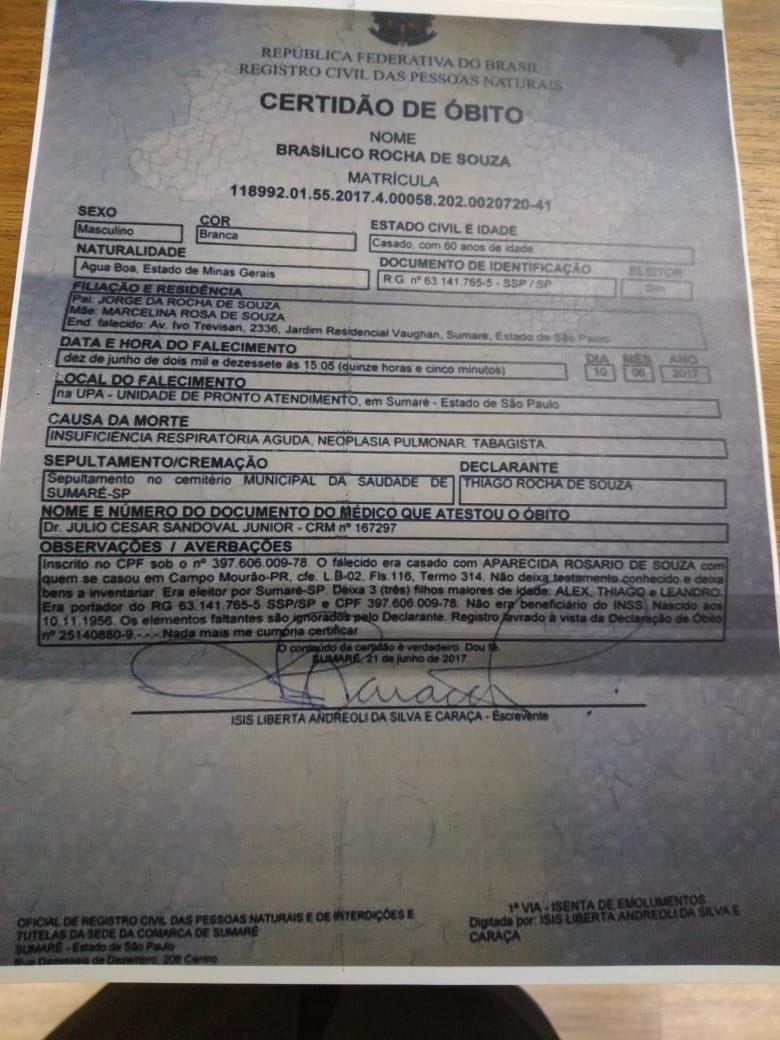 REPÚBLICA FEDERATIVA DO BRASIL
REGISTRO CIVIL DAS PESSOAS NATURAIS
CERTIDÃO DE ÓBITO
NOME
BRASÍLICO ROCHA DE SOUZA
MATRÍCULA
118992.01.55.2017.4.00058.202.0020720-41
SEXO
COR
ESTADO CIVIL E IDADE
Masculino
Branca
Casado, com 60 anos de idade
NATURALIDADE
DOCUMENTO DE IDENTIFICAÇÃO
ELEITOR
Água Boa, Estado de Minas Gerais
R.G. nº 63.141.765-5 - SSP / SP
Sim
FILIAÇÃO E RESIDÊNCIA
Pai: JORGE DA ROCHA DE SOUZA
Mãe: MARCELINA ROSA DE SOUZA
End. falecido: Av. Ivo Trevisan, 2336, Jardim Residencial Vaughan, Sumaré, Estado de São Paulo
DATA E HORA DO FALECIMENTO
DIA MÊS ANO
dez de junho de dois mil e dezessete às 15:05 (quinze horas e cinco minutos)
10 06 2017
LOCAL DO FALECIMENTO
na UPA - UNIDADE DE PRONTO ATENDIMENTO, em Sumaré - Estado de São Paulo
CAUSA DA MORTE
INSUFICIÊNCIA RESPIRATÓRIA AGUDA, NEOPLASIA PULMONAR. TABAGISTA.
SEPULTAMENTO/CREMAÇÃO
DECLARANTE
Sepultamento no cemitério MUNICIPAL DA SAUDADE DE
SUMARÉ-SP
THIAGO ROCHA DE SOUZA
NOME E NÚMERO DO DOCUMENTO DO MÉDICO QUE ATESTOU O ÓBITO
Dr. JULIO CESAR SANDOVAL JUNIOR - CRM nº 167297
OBSERVAÇÕES / AVERBAÇÕES
Inscrito no CPF sob o nº 397.606.009-78. O falecido era casado com APARECIDA ROSARIO DE SOUZA com
quem se casou em Campo Mourão-PR, cfe. L.B-02, Fls.116, Termo 314. Não deixa testamento conhecido e deixa
bens a inventariar. Era eleitor por Sumaré-SP. Deixa 3 (três) filhos maiores de idade: ALEX, THIAGO e LEANDRO.
Era portador do RG 63.141.765-5 SSP/SP e CPF 397.606.009-78. Não era beneficiário do INSS. Nascido aos
10.11.1956. Os elementos faltantes são ignorados pelo Declarante. Registro lavrado à vista da Declaração de Óbito
nº 25140880-9.-.-.-.Nada mais me cumpria certificar.
O conteúdo da certidão é verdadeiro. Dou fé.
SUMARÉ, 21 de junho de 2017
ISIS LIBERTA ANDREOLI DA SILVA E CARAÇA - Escrevente
1ª VIA - ISENTA DE EMOLUMENTOS
Digitada por: ISIS LIBERTA ANDREOLI DA SILVA E
CARAÇA
OFICIAL DE REGISTRO CIVIL DAS PESSOAS NATURAIS E DE INTERDIÇÕES E
TUTELAS DA SEDE DA COMARCA DE SUMARÉ
SUMARÉ - Estado de São Paulo
Rua Dezesseis de Dezembro, 208 Centro